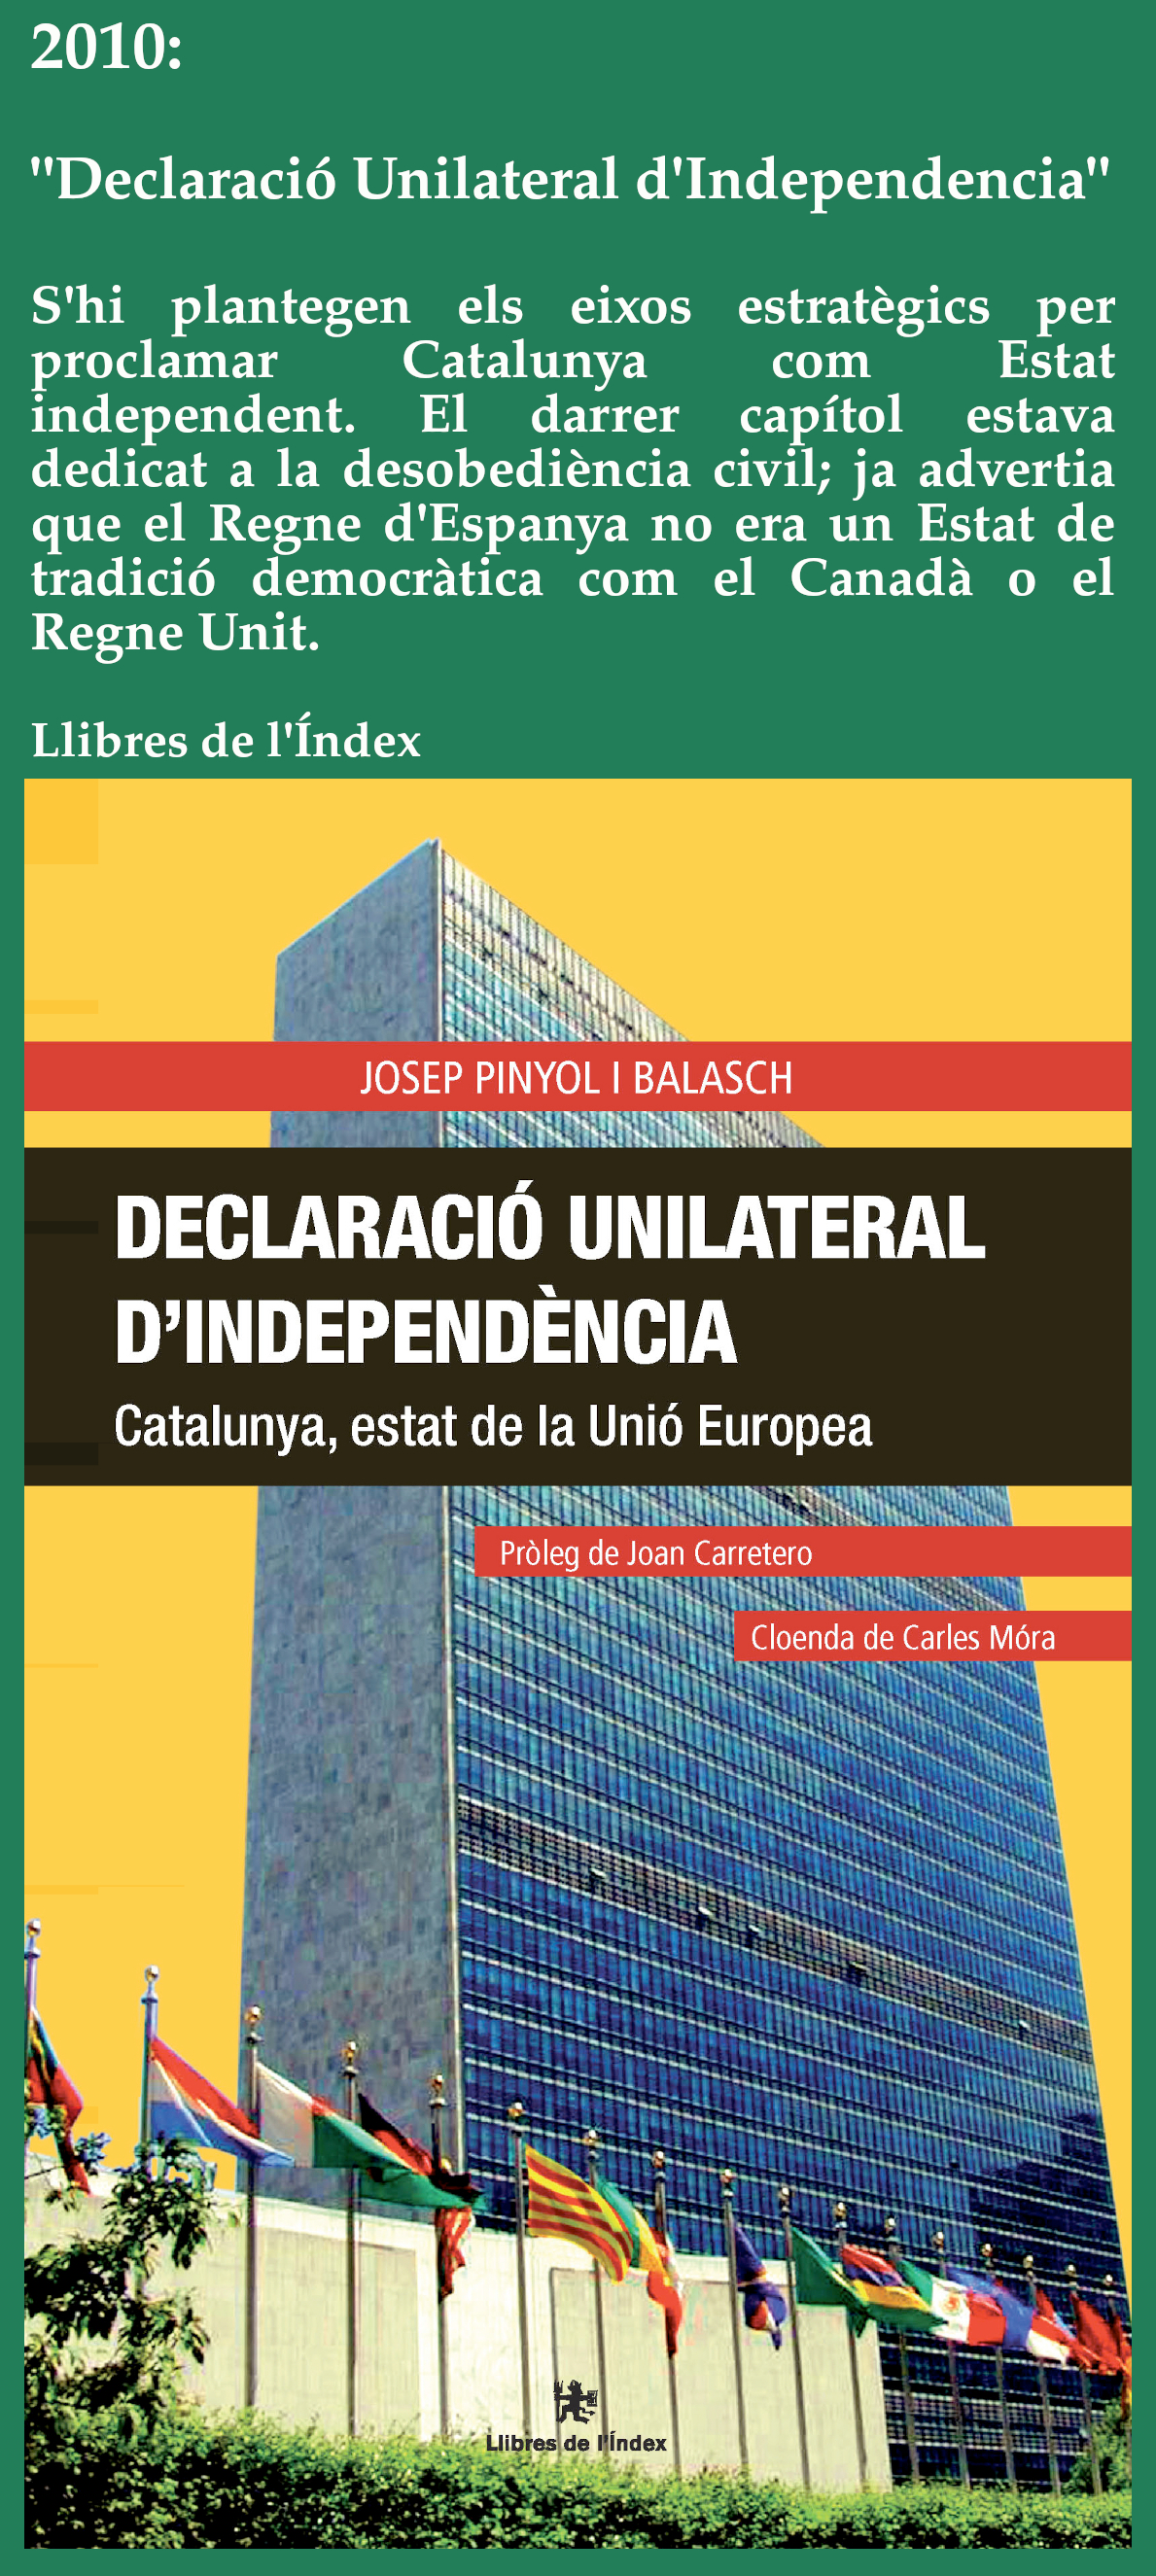 2010:
"Declaració Unilateral d'Independencia"
S'hi plantegen els eixos estratègics per
proclamar Catalunya com Estat
independent. El darrer capítol estava
dedicat a la desobediència civil; ja advertia
que el Regne d'Espanya no era un Estat de
tradició democràtica com el Canadà o el
Regne Unit.
Llibres de l'Índex
JOSEP PINYOL I BALASCH
DECLARACIÓ UNILATERAL
D’INDEPENDÈNCIA
Catalunya, estat de la Unió Europea
Pròleg de Joan Carretero
Cloenda de Carles Móra
Llibres de l’Índex